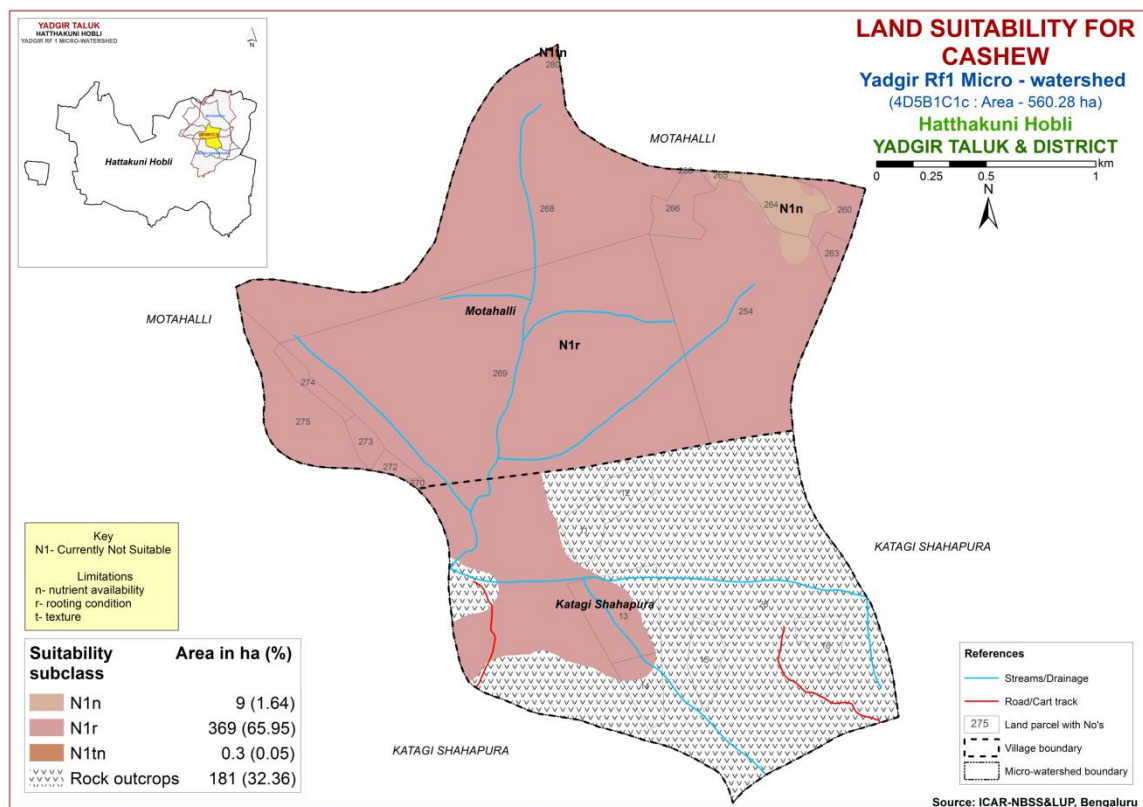 YADGIR TALUK
HATTHAKUNI HOBLI
YADGIR RF 1 MICRO-WATERSHED
N
Hattakuni Hobli
LAND SUITABILITY FOR
CASHEW
Yadgir Rf1 Micro - watershed
(4D5B1C1c : Area - 560.28 ha)
Hatthakuni Hobli
YADGIR TALUK & DISTRICT
km
0 0.25 0.5 1
N
N1tn
280
MOTAHALLI
268
266
265
264
N1n
260
263
MOTAHALLI
Motahalli
254
N1r
269
274
275
273
272
270
12
11
KATAGI SHAHAPURA
Katagi Shahapura
13
26
15
16
14
KATAGI SHAHAPURA
Key
N1- Currently Not Suitable
Limitations
n- nutrient availability
r- rooting condition
t- texture
Suitability subclass Area in ha (%)
N1n 9 (1.64)
N1r 369 (65.95)
N1tn 0.3 (0.05)
Rock outcrops 181 (32.36)
References
Streams/Drainage
Road/Cart track
275 Land parcel with No's
Village boundary
Micro-watershed boundary
Source: ICAR-NBSS&LUP, Bengaluru